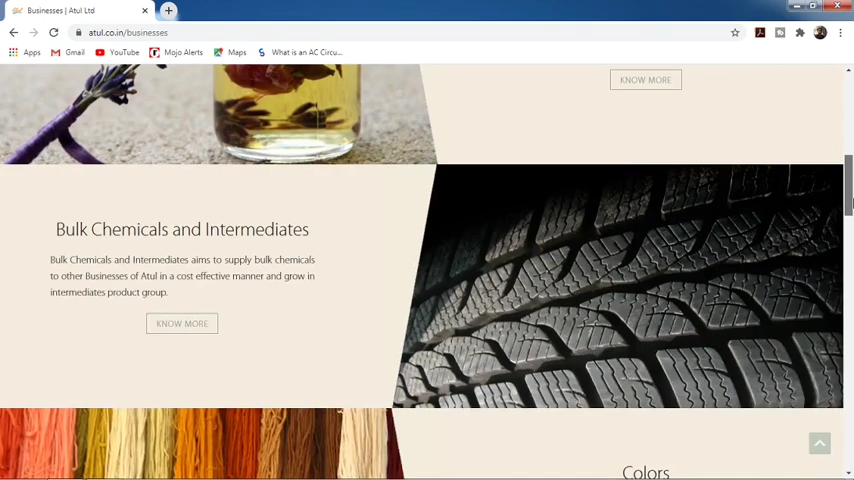 Businesses | Atul Ltd
atul.co.in/businesses
Apps Gmail YouTube Mojo Alerts Maps What is an AC Circu...
KNOW MORE
Bulk Chemicals and Intermediates
Bulk Chemicals and Intermediates aims to supply bulk chemicals
to other Businesses of Atul in a cost effective manner and grow in
intermediates product group.
KNOW MORE
Colors